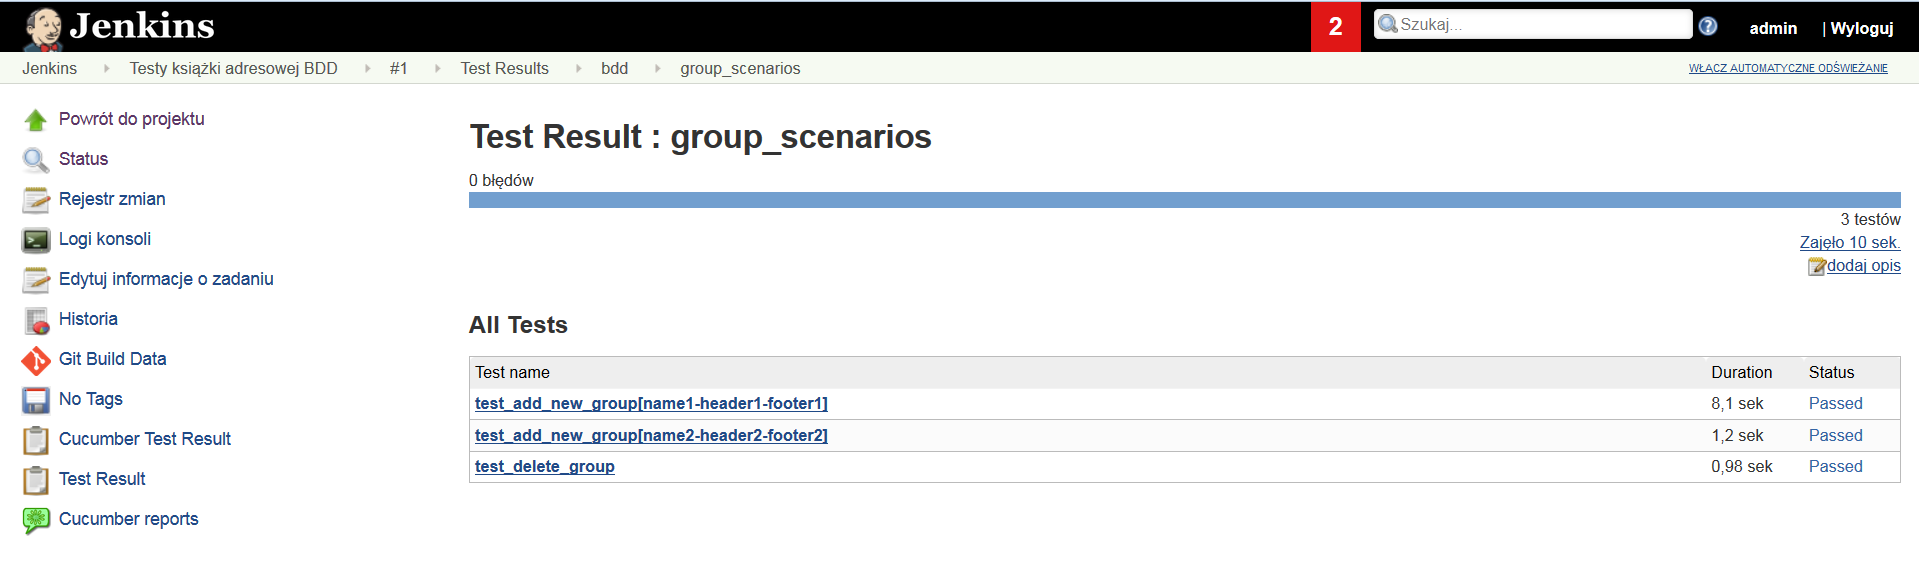 Jenkins
2
Szukaj...
admin | Wyloguj
Jenkins Testy książki adresowej BDD #1 Test Results bdd group_scenarios
WŁĄCZ AUTOMATYCZNE ODŚWIEŻANIE
Powrót do projektu
Status
Rejestr zmian
Logi konsoli
Edytuj informacje o zadaniu
Historia
Git Build Data
No Tags
Cucumber Test Result
Test Result
Cucumber reports
Test Result : group_scenarios
0 błędów
3 testów
Zajęło 10 sek.
dodaj opis
All Tests
Test name Duration Status
test_add_new_group[name1-header1-footer1] 8,1 sek Passed
test_add_new_group[name2-header2-footer2] 1,2 sek Passed
test_delete_group 0,98 sek Passed